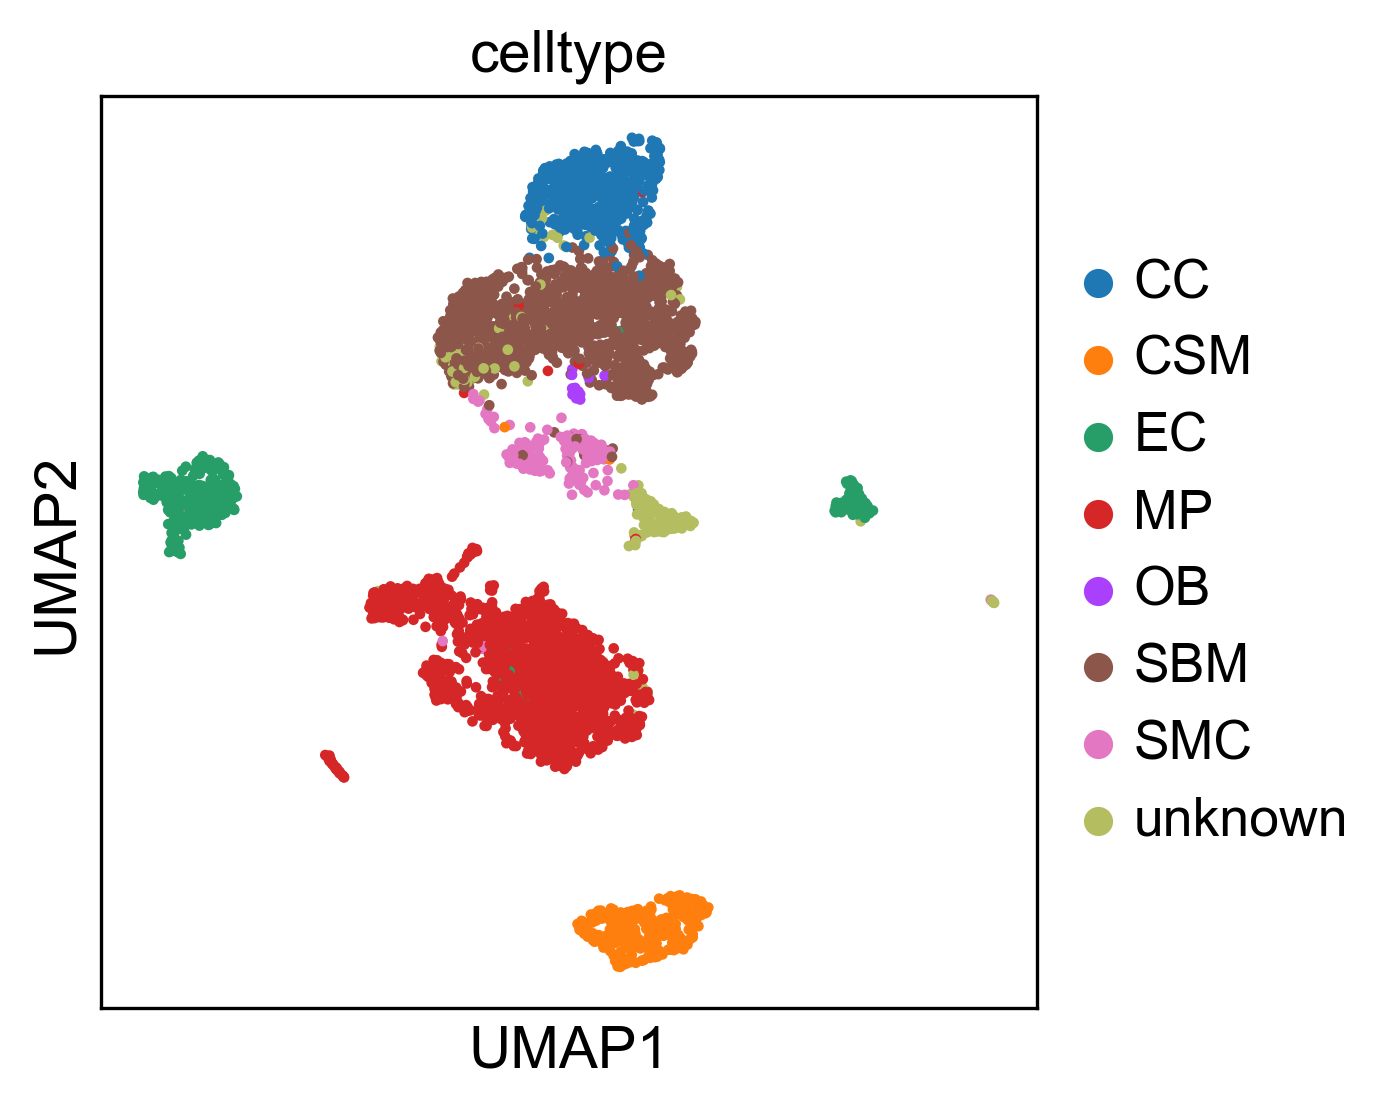 celltype
UMAP2
UMAP1
CC
CSM
EC
MP
OB
SBM
SMC
unknown